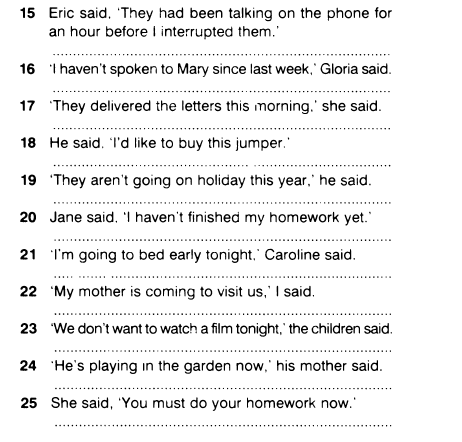 15 Eric said, 'They had been talking on the phone for
an hour before I interrupted them.'
16 'I haven't spoken to Mary since last week,' Gloria said.
17 'They delivered the letters this morning,' she said.
18 He said. 'I'd like to buy this jumper.'
19 'They aren't going on holiday this year,' he said.
20 Jane said, 'I haven't finished my homework yet.'
21 'I'm going to bed early tonight,' Caroline said.
22 'My mother is coming to visit us,' I said.
23 'We don't want to watch a film tonight,' the children said.
24 'He's playing in the garden now,' his mother said.
25 She said, 'You must do your homework now.'